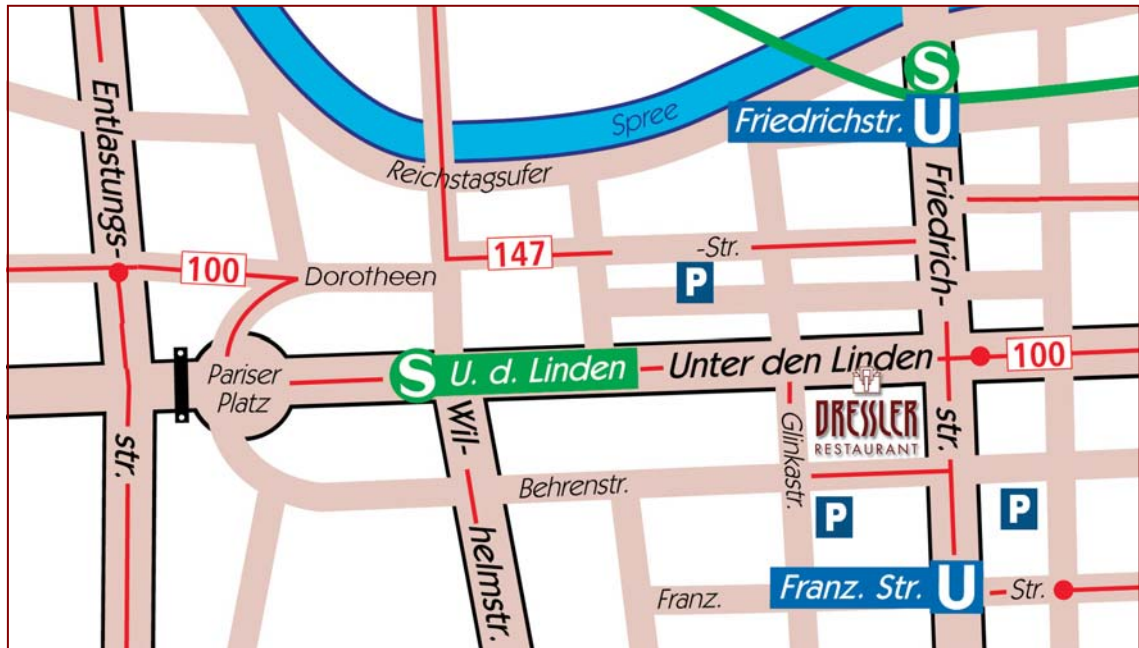 S
Friedrichstr. U
Spree
Reichstagsufer
Entlastungs-
str.
Friedrich-
str.
147
-Str.
100
Dorotheen
P
Pariser
Platz
S U. d. Linden
Unter den Linden
100
Wil-
helmstr.
Glinkastr.
DRESSLER
RESTAURANT
Behrenstr.
P
P
Franz.
Franz. Str. U
Str.